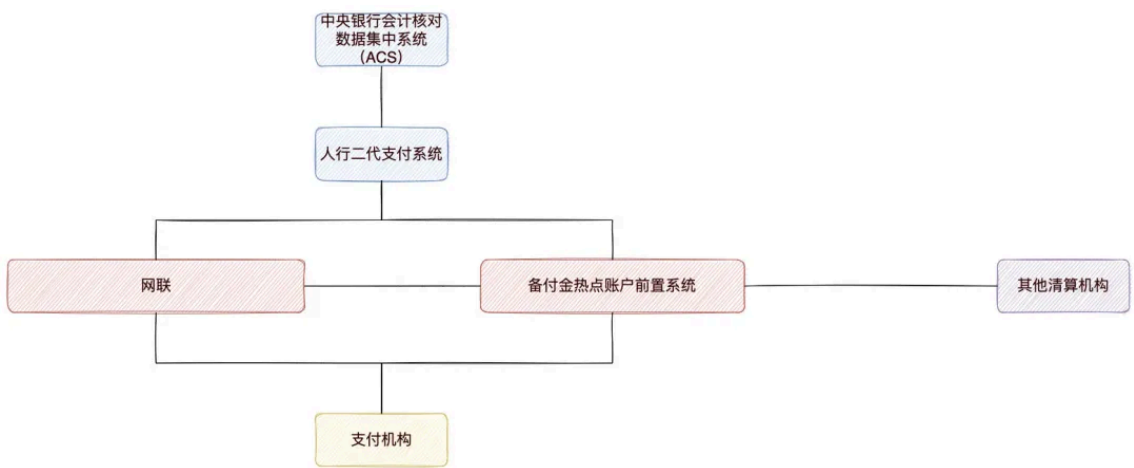 中央银行会计核对
数据集中系统
（ACS）
人行二代支付系统
网联
备付金热点账户前置系统
其他清算机构
支付机构